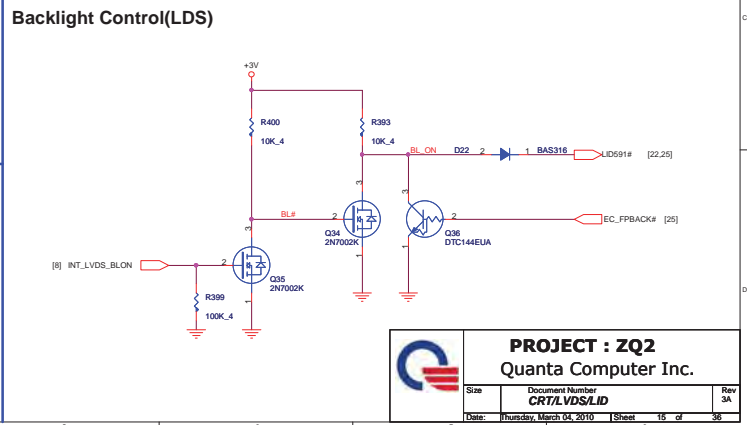 Backlight Control(LDS)
C
+3V
R400
R393
10K_4
10K_4
BL_ON D22 2 1 BAS316 LID591# [22,25]
3
3
3
BL# 2
2 EC_FPBACK# [25]
Q34
2N7002K
Q36
DTC144EUA
1
1
[8] INT_LVDS_BLON 2
Q35
2N7002K
1
R399
100K_4
D
PROJECT : ZQ2
Quanta Computer Inc.
Size Document Number Rev
CRT/LVDS/LID 3A
Date: Thursday, March 04, 2010 Sheet 15 of 36